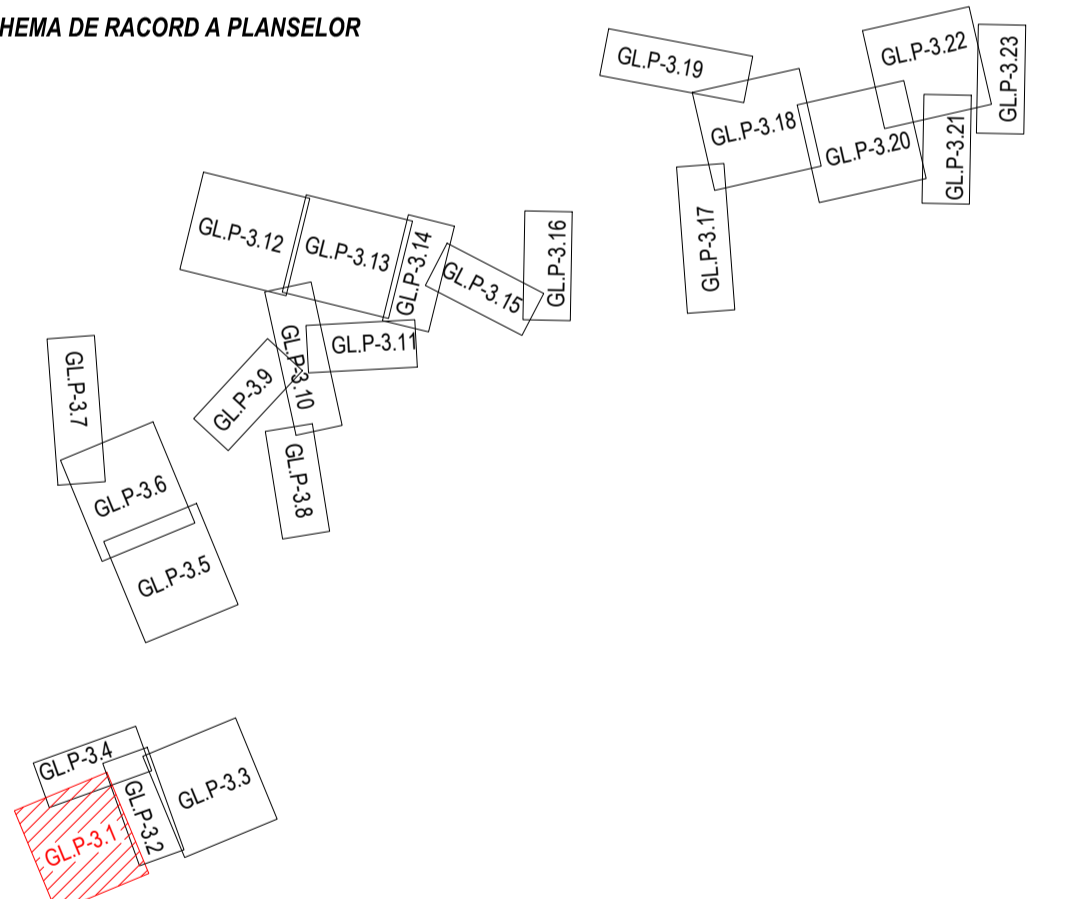 HEMA DE RACORD A PLANSELOR
GL.P-3.22
GL.P-3.23
GL.P-3.19
GL.P-3.18
GL.P-3.20
GL.P-3.21
GL.P-3.17
GL.P-3.12
GL.P-3.13
GL.P-3.14
GL.P-3.15
GL.P-3.16
GL.P-3.11
GL.P-3.10
GL.P-3.9
GL.P-3.7
GL.P-3.8
GL.P-3.6
GL.P-3.5
GL.P-3.4
GL.P-3.3
GL.P-3.2
GL.P-3.1